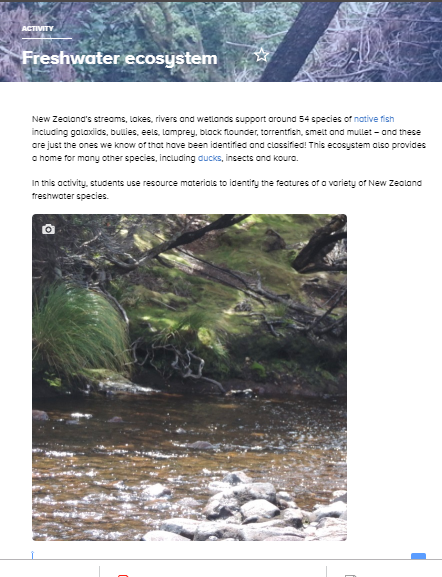 ACTIVITY
Freshwater ecosystem
New Zealand's streams, lakes, rivers and wetlands support around 54 species of native fish
including galaxiids, bullies, eels, lamprey, black flounder, torrentfish, smelt and mullet – and these
are just the ones we know of that have been identified and classified! This ecosystem also provides
a home for many other species, including ducks, insects and koura.
In this activity, students use resource materials to identify the features of a variety of New Zealand
freshwater species.